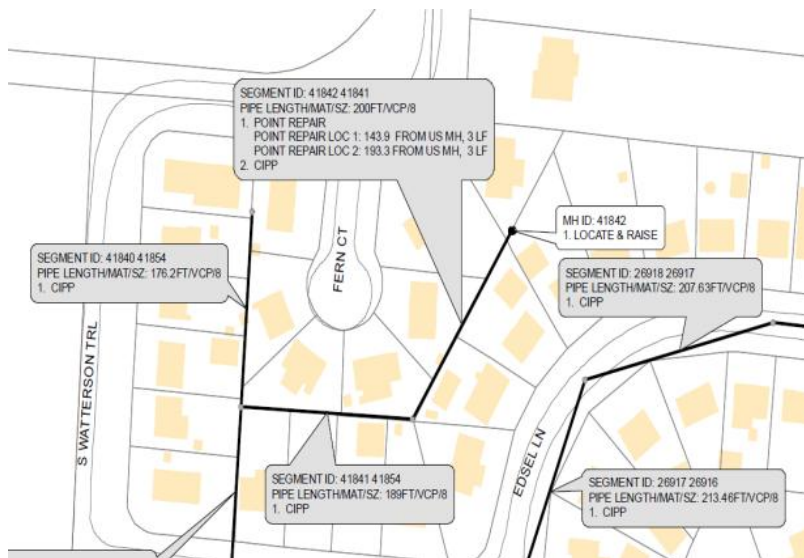 SEGMENT ID: 41842 41841
PIPE LENGTH/MAT/SZ: 200FT/VCP/8
1. POINT REPAIR
POINT REPAIR LOC 1: 143.9 FROM US MH, 3 LF
POINT REPAIR LOC 2: 193.3 FROM US MH, 3 LF
2. CIPP
MH ID: 41842
1. LOCATE & RAISE
SEGMENT ID: 41840 41854
PIPE LENGTH/MAT/SZ: 176.2FT/VCP/8
1. CIPP
FERN CT
SEGMENT ID: 26918 26917
PIPE LENGTH/MAT/SZ: 207.63FT/VCP/8
1. CIPP
S WATTERSON TRL
EDSEL LN
SEGMENT ID: 41841 41854
PIPE LENGTH/MAT/SZ: 189FT/VCP/8
1. CIPP
SEGMENT ID: 26917 26916
PIPE LENGTH/MAT/SZ: 213.46FT/VCP/8
1. CIPP